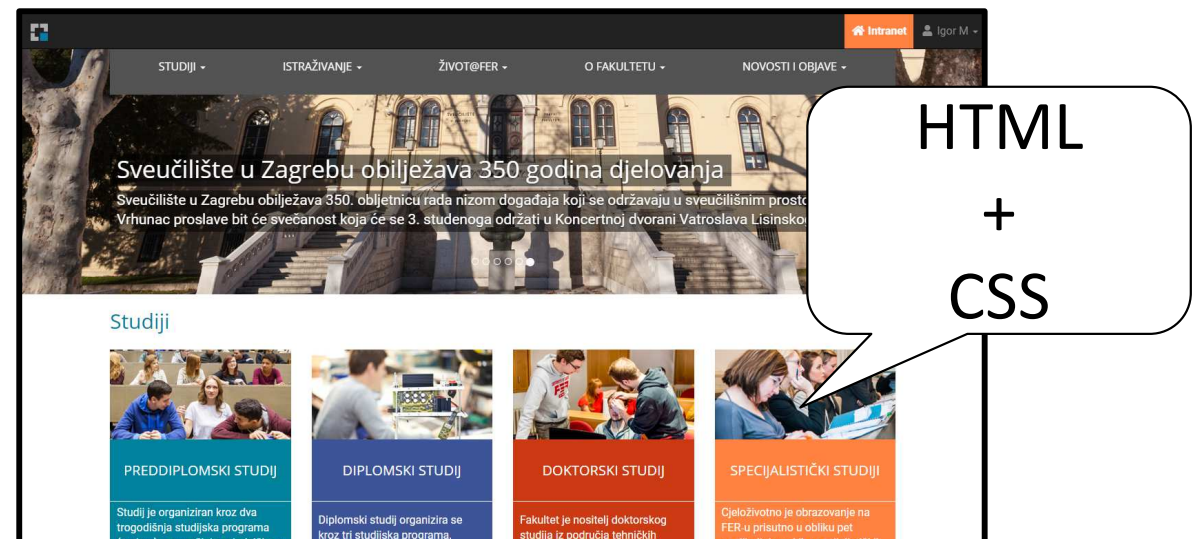 Intranet
Igor M
STUDIJI
ISTRAŽIVANJE
ŽIVOT@FER
O FAKULTETU
NOVOSTI I OBJAVE
HTML
+
CSS
Sveučilište u Zagrebu obilježava 350 godina djelovanja
Sveučilište u Zagrebu obilježava 350. obljetnicu rada nizom događaja koji se održavaju u sveučilišnim
Vrhunac proslave bit će svečanost koja će se 3. studenoga održati u Koncertnoj dvorani Vatroslava
...
Studiji
PREDDIPLOMSKI STUDIJ
DIPLOMSKI STUDIJ
DOKTORSKI STUDIJ
SPECIJALISTIČKI STUDIJI
Studij je organiziran kroz dva
trogodišnja studijska programa
Diplomski studij organizira se
kroz tri studijska programa,
Fakultet je nositelj doktorskog
studija iz područja tehničkih
Cjeloživotno je obrazovanje na
FER-u prisutno u obliku pet